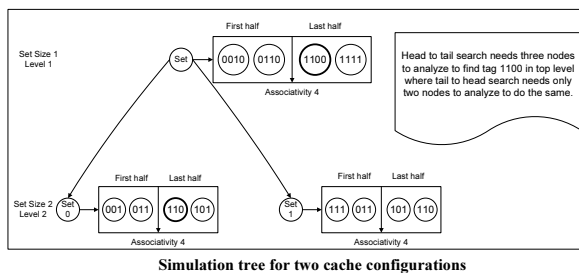 First half Last half
Set Size 1
Level 1
Set
0010 0110 1100 1111
Associativity 4
Head to tail search needs three nodes
to analyze to find tag 1100 in top level
where tail to head search needs only
two nodes to analyze to do the same.
First half Last half
First half Last half
Set Size 2
Level 2
Set
0
001 011 110 101
Set
1
111 011 101 110
Associativity 4
Associativity 4
Simulation tree for two cache configurations